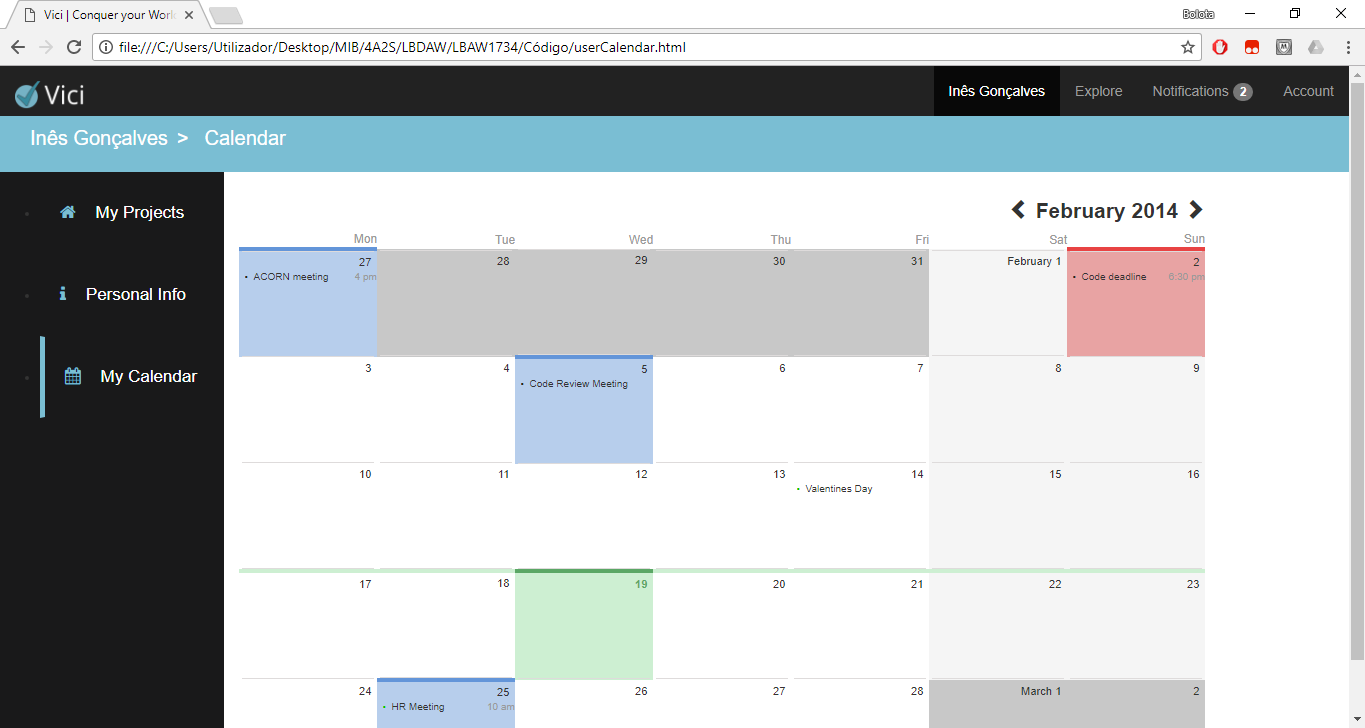 Vici | Conquer your Worl
Bolota
file:///C:/Users/Utilizador/Desktop/MIB/4A2S/LBDAW/LBAW1734/Código/userCalendar.html
Vici
Inês Gonçalves Explore Notifications 2 Account
Inês Gonçalves > Calendar
My Projects
Personal Info
My Calendar
February 2014
Mon Tue Wed Thu Fri Sat Sun
27 28 29 30 31 February 1 2
• ACORN meeting 4 pm • Code deadline 6:30 pm
3 4 5 6 7 8 9
• Code Review Meeting
10 11 12 13 14 15 16
• Valentines Day
17 18 19 20 21 22 23
24 25 26 27 28 March 1 2
• HR Meeting 10 am